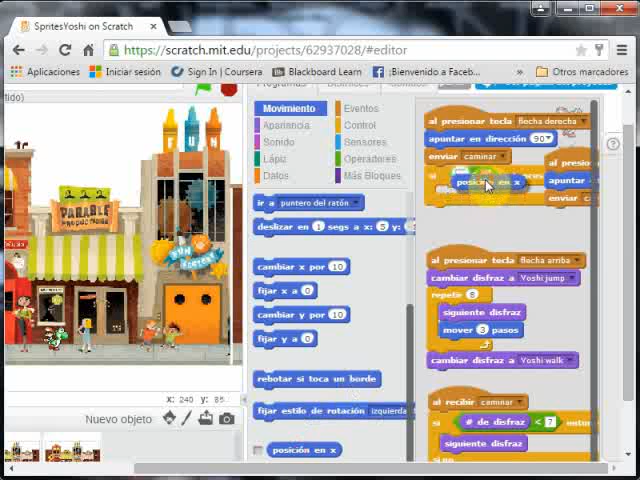 SpritesYoshi on Scratch
https://scratch.mit.edu/projects/62937028/#editor
Aplicaciones Iniciar sesión Sign In | Coursera Blackboard Learn ¡Bienvenido a Faceb... » Otros marcadores
Movimiento Eventos
Apariencia Control
Sonido Sensores
Lápiz Operadores
Datos Más Bloques
ir a puntero del ratón
deslizar en 1 segs a x: 5 y:
cambiar x por 10
fijar x a 0
cambiar y por 10
fijar y a 0
rebotar si toca un borde
fijar estilo de rotación izquierda
posición en x
al presionar tecla flecha derecha
apuntar en dirección 90
enviar caminar
si posición en x
al presio
apuntar
enviar ca
al presionar tecla flecha arriba
cambiar disfraz a Yoshi jump
repetir 8
siguiente disfraz
mover 3 pasos
cambiar disfraz a Yoshi walk
al recibir caminar
si # de disfraz < 7 entonc
siguiente disfraz
si no
FUN
PARABLE
x: 240 y: 85
Nuevo objeto